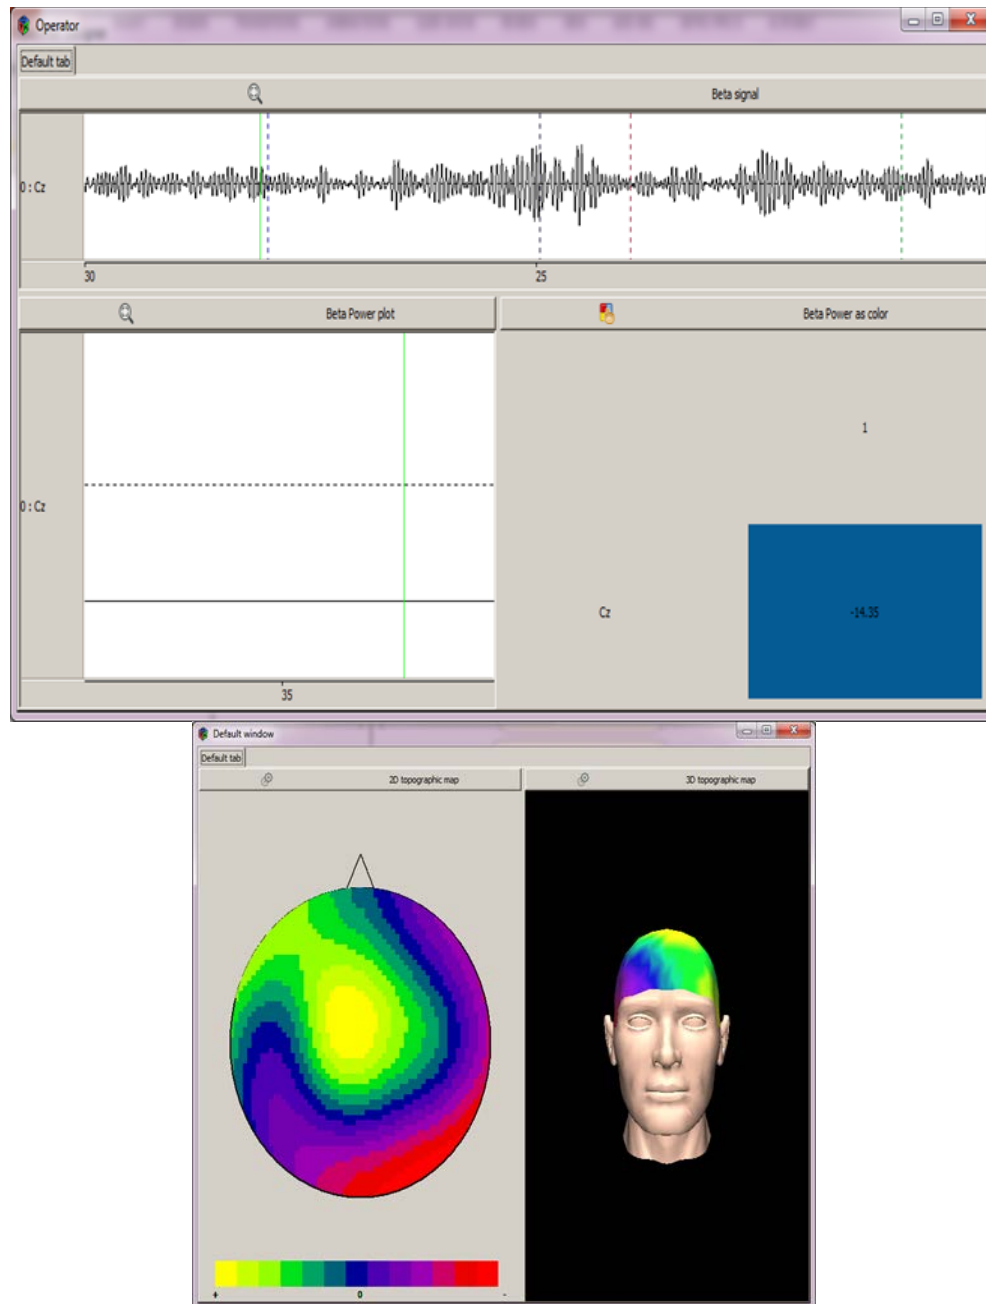 Operator
Default tab
Beta signal
0 : Cz
30 25
Beta Power plot
Beta Power as color
0 : Cz
1
Cz
-14.35
35
Default window
Default tab
2D topographic map
3D topographic map
+ 0 -